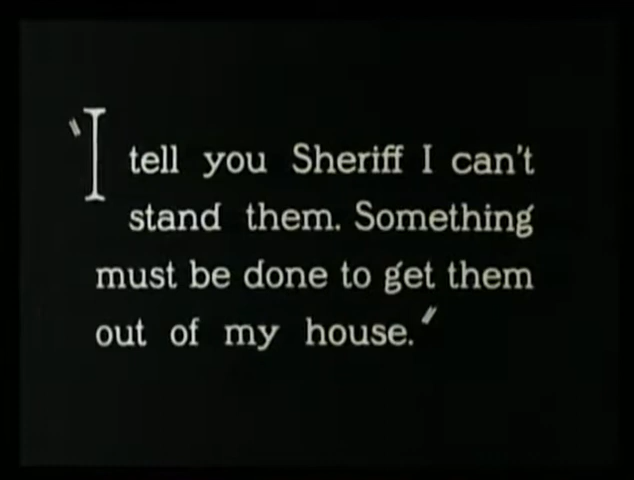 "I tell you Sheriff I can't
stand them. Something
must be done to get them
out of my house."